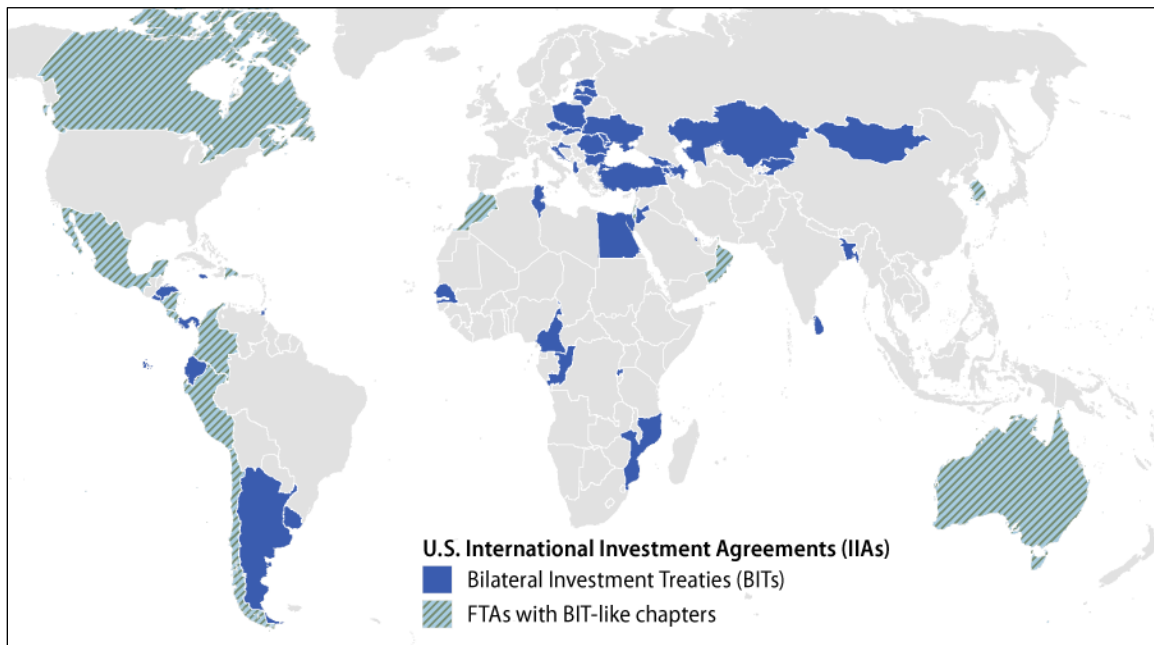 U.S. International Investment Agreements (IIAs)
Bilateral Investment Treaties (BITs)
FTAs with BIT-like chapters